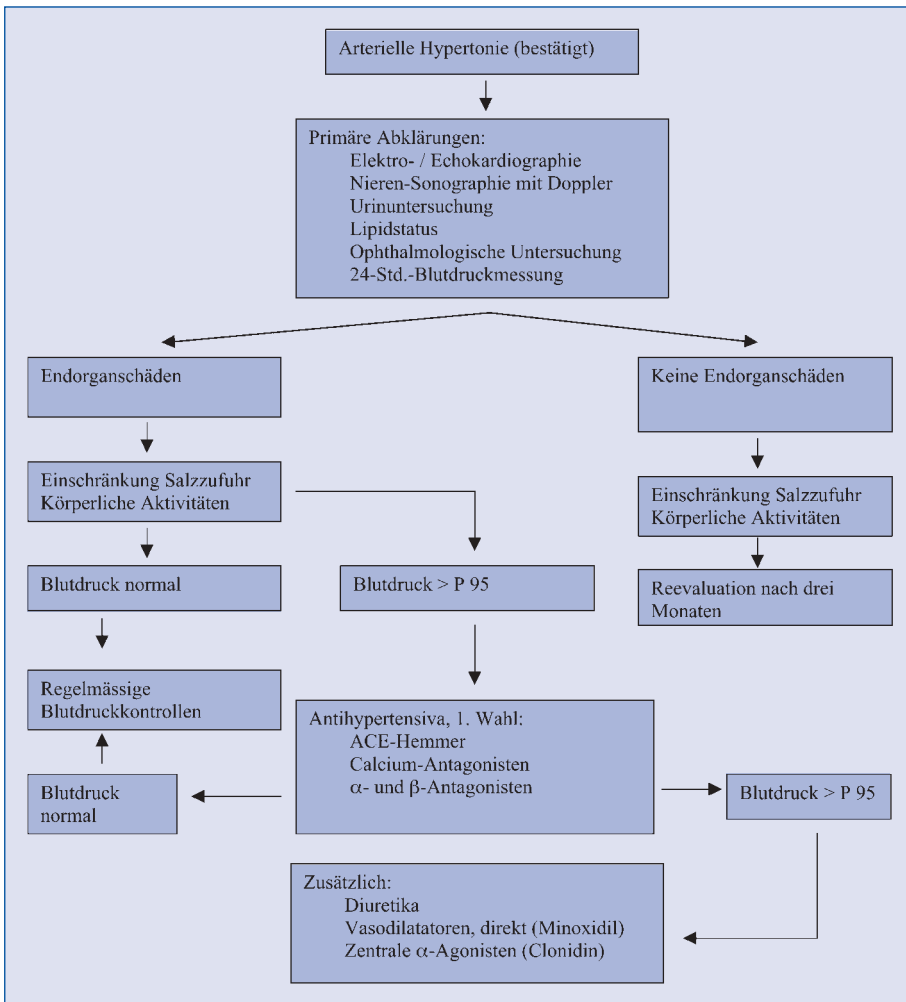 Arterielle Hypertonie (bestätigt)
Primäre Abklärungen:
Elektro- / Echokardiographie
Nieren-Sonographie mit Doppler
Urinuntersuchung
Lipidstatus
Ophthalmologische Untersuchung
24-Std.-Blutdruckmessung
Endorganschäden
Keine Endorganschäden
Einschränkung Salzzufuhr
Körperliche Aktivitäten
Einschränkung Salzzufuhr
Körperliche Aktivitäten
Blutdruck normal
Blutdruck > P 95
Reevaluation nach drei
Monaten
Regelmässige
Blutdruckkontrollen
Antihypertensiva, 1. Wahl:
ACE-Hemmer
Calcium-Antagonisten
α- und β-Antagonisten
Blutdruck
normal
Blutdruck > P 95
Zusätzlich:
Diuretika
Vasodilatatoren, direkt (Minoxidil)
Zentrale α-Agonisten (Clonidin)